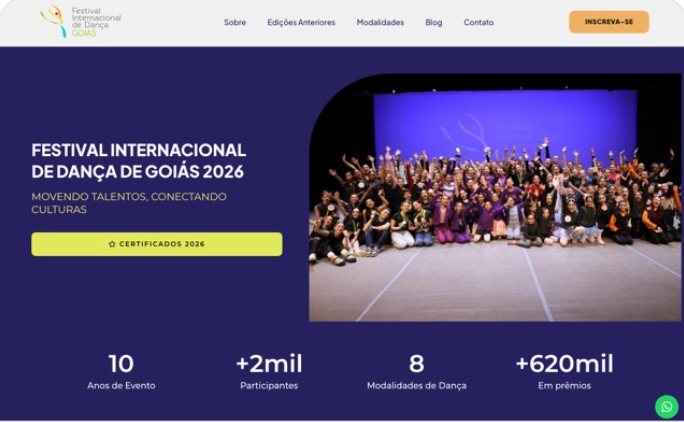 Festival
Internacional
de Dança
GOIÁS
Sobre
Edições Anteriores
Modalidades
Blog
Contato
INSCREVA-SE
FESTIVAL INTERNACIONAL
DE DANÇA DE GOIÁS 2026
MOVENDO TALENTOS, CONECTANDO
CULTURAS
CERTIFICADOS 2026
10
Anos de Evento
+2mil
Participantes
8
Modalidades de Dança
+620mil
Em prêmios